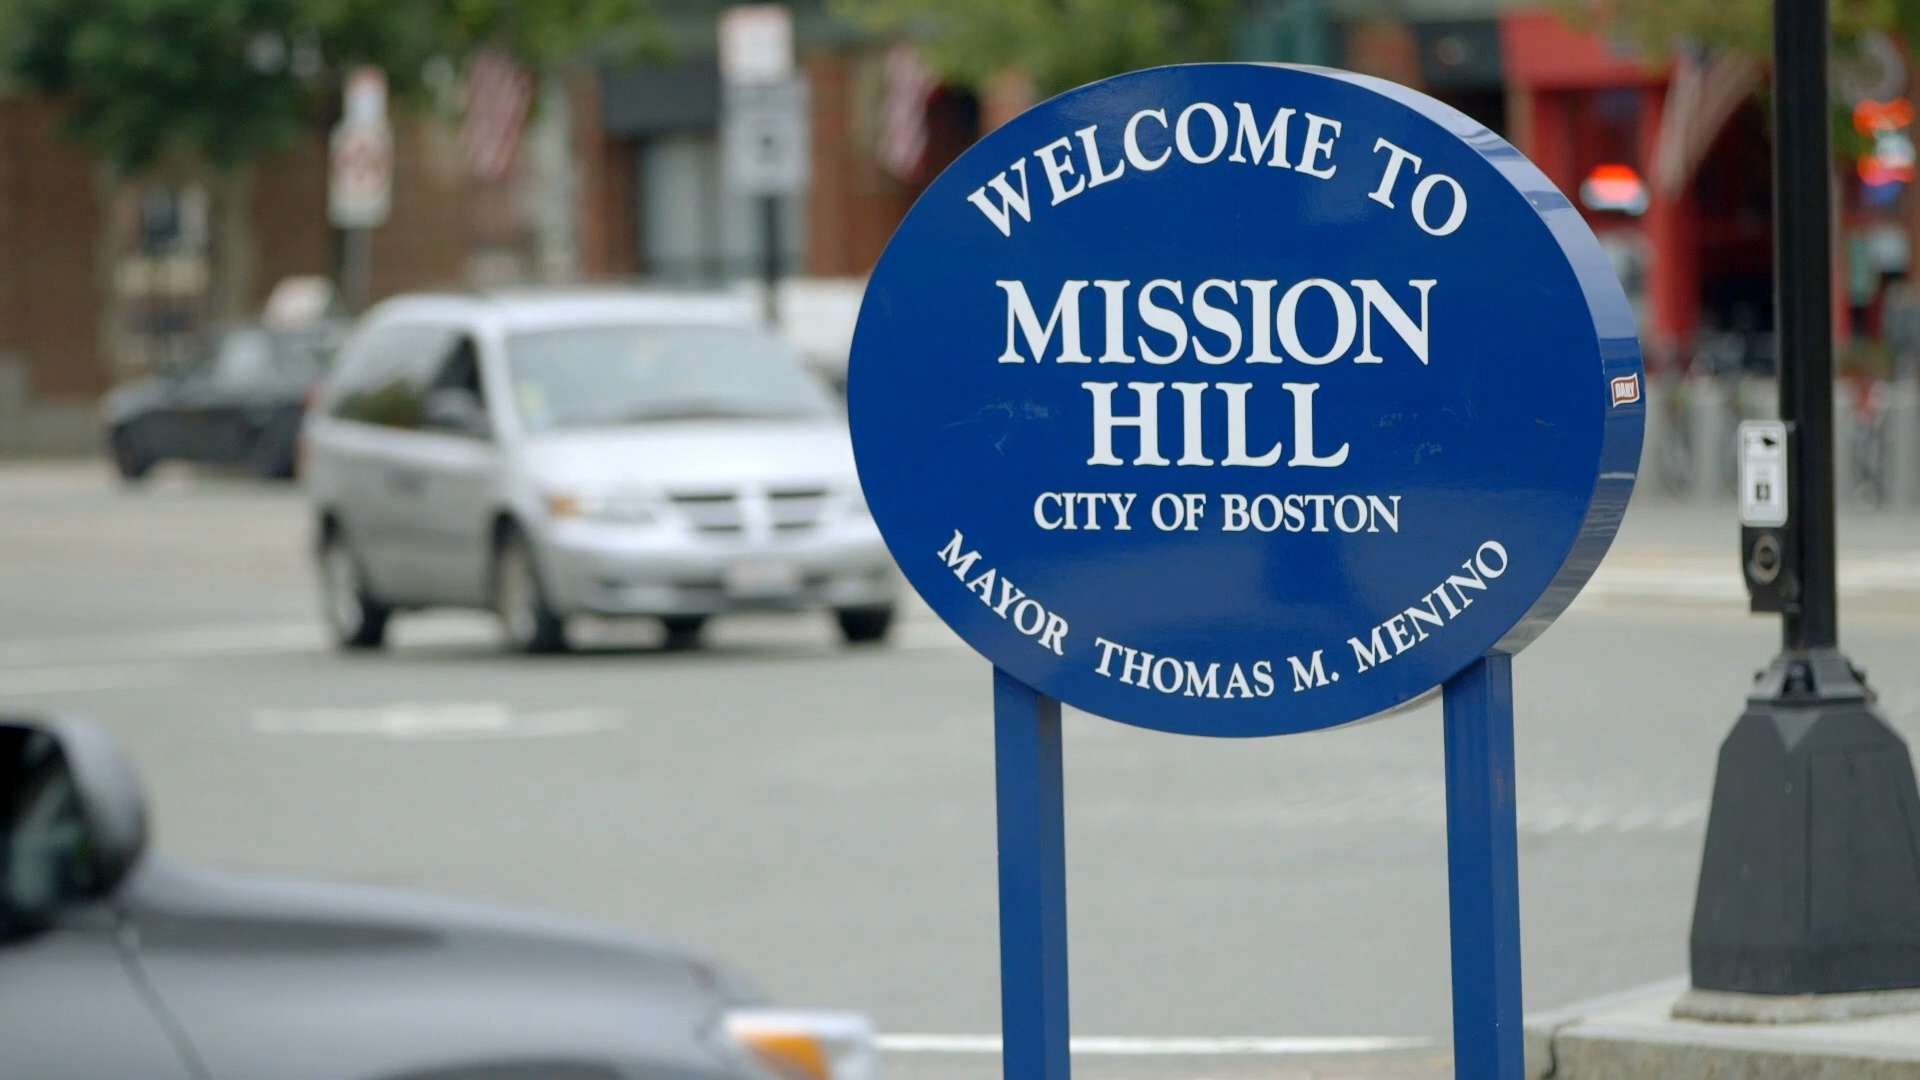 WELCOME TO
MISSION
HILL
CITY OF BOSTON
MAYOR THOMAS M. MENINO